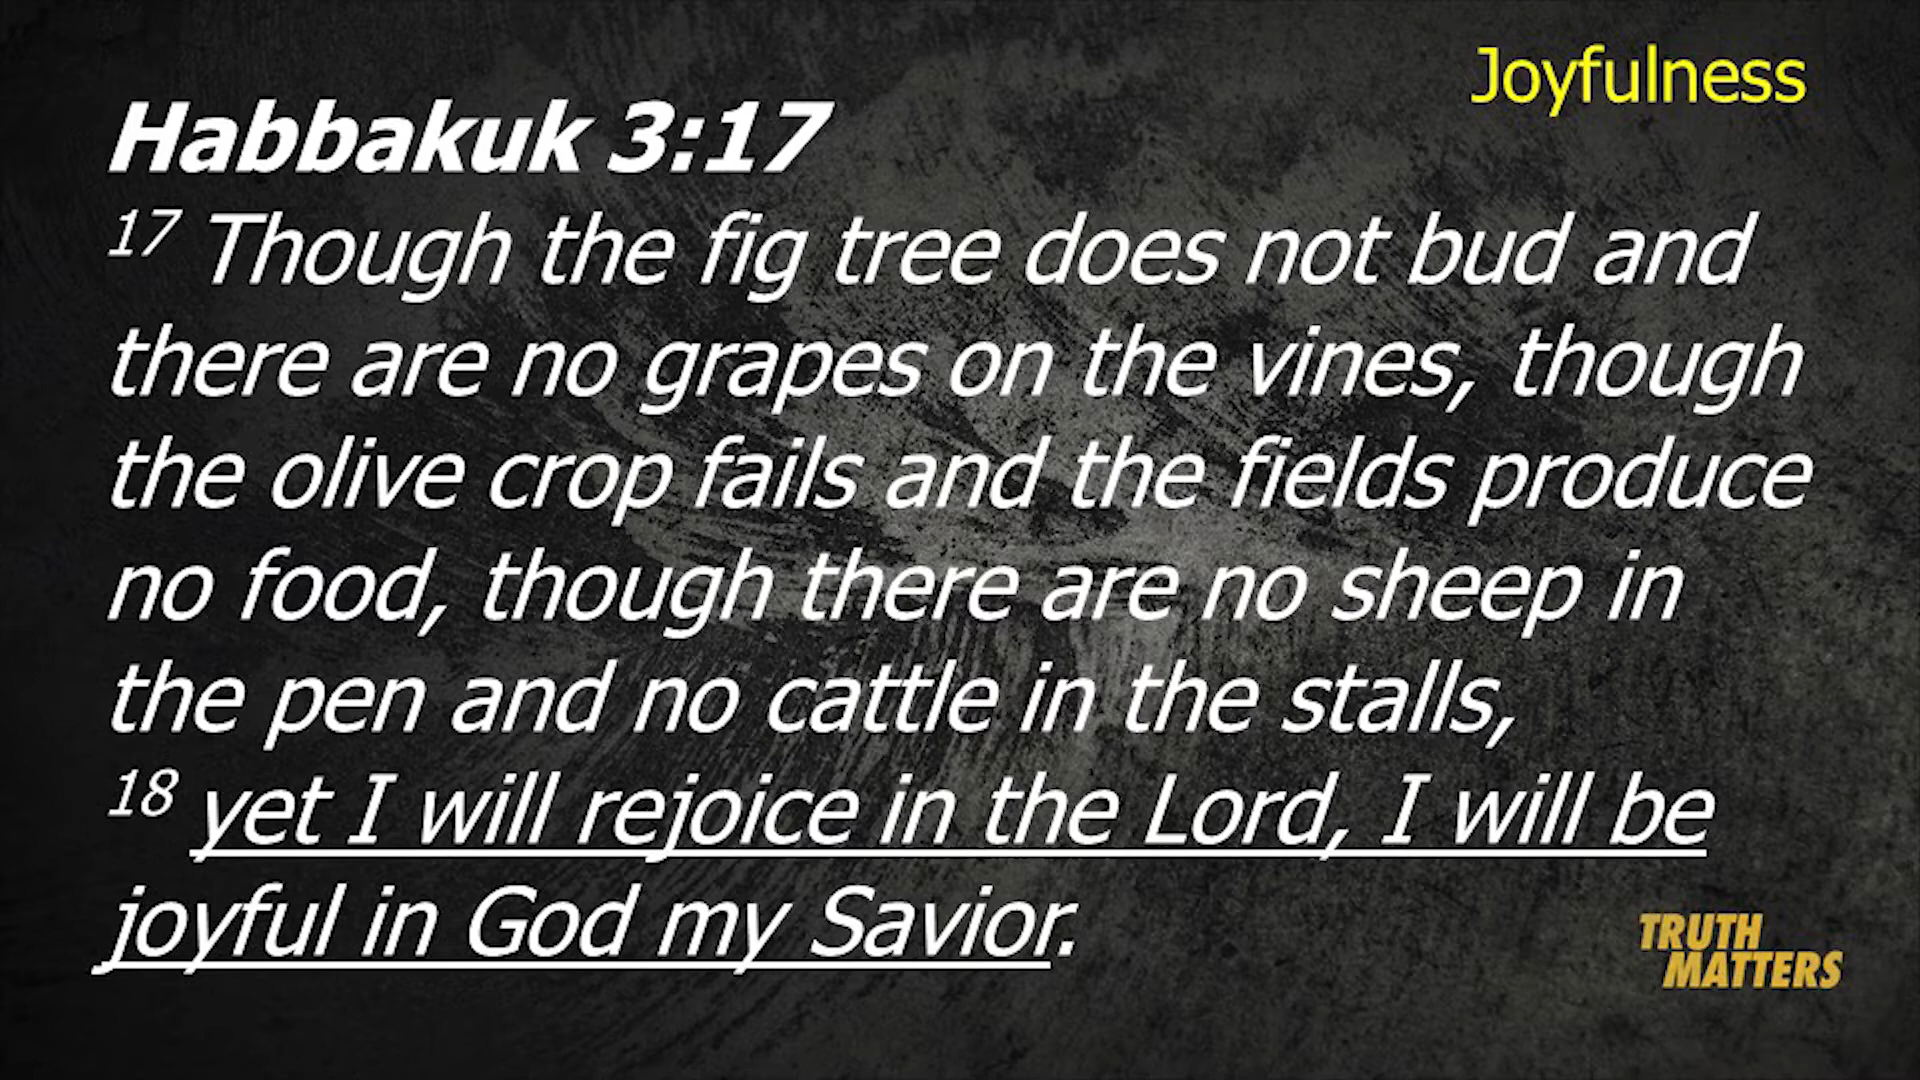 Joyfulness
Habbakuk 3:17
17 Though the fig tree does not bud and
there are no grapes on the vines, though
the olive crop fails and the fields produce
no food, though there are no sheep in
the pen and no cattle in the stalls,
18 yet I will rejoice in the Lord, I will be
joyful in God my Savior.
TRUTH
MATTERS